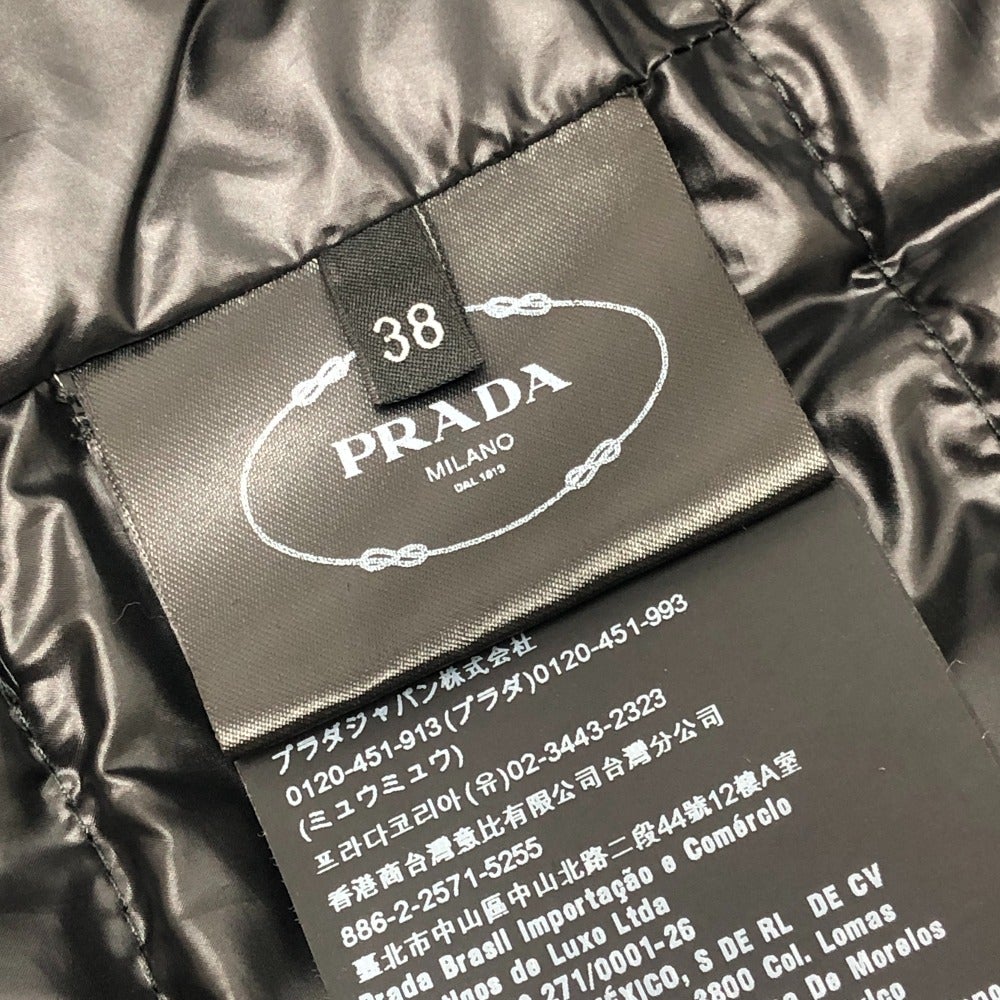 38
PRADA
MILANO
DAL 1913
プラダジャパン株式会社
0120-451-913(プラダ)0120-451-993
(ミュウミュウ)
프라다코리아(유)02-3443-2323
香港商台灣意比有限公司台灣分公司
886-2-2571-5255
臺北市中山區中山北路二段44號12樓A室
Prada Brasil Importação e Comércio
de Luxo Ltda
271/0001-26
MÉXICO, S DE RL DE CV
2800 Col. Lomas
De Morelos